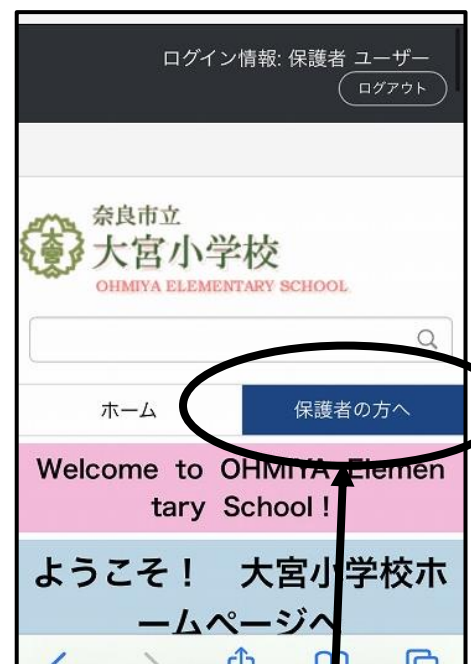 ログイン情報: 保護者 ユーザー
ログアウト
奈良市立
大宮小学校
OHMIYA ELEMENTARY SCHOOL
ホーム
保護者の方へ
Welcome to OHMIYA Elemen
tary School !
ようこそ！ 大宮小学校ホ
ームページへ